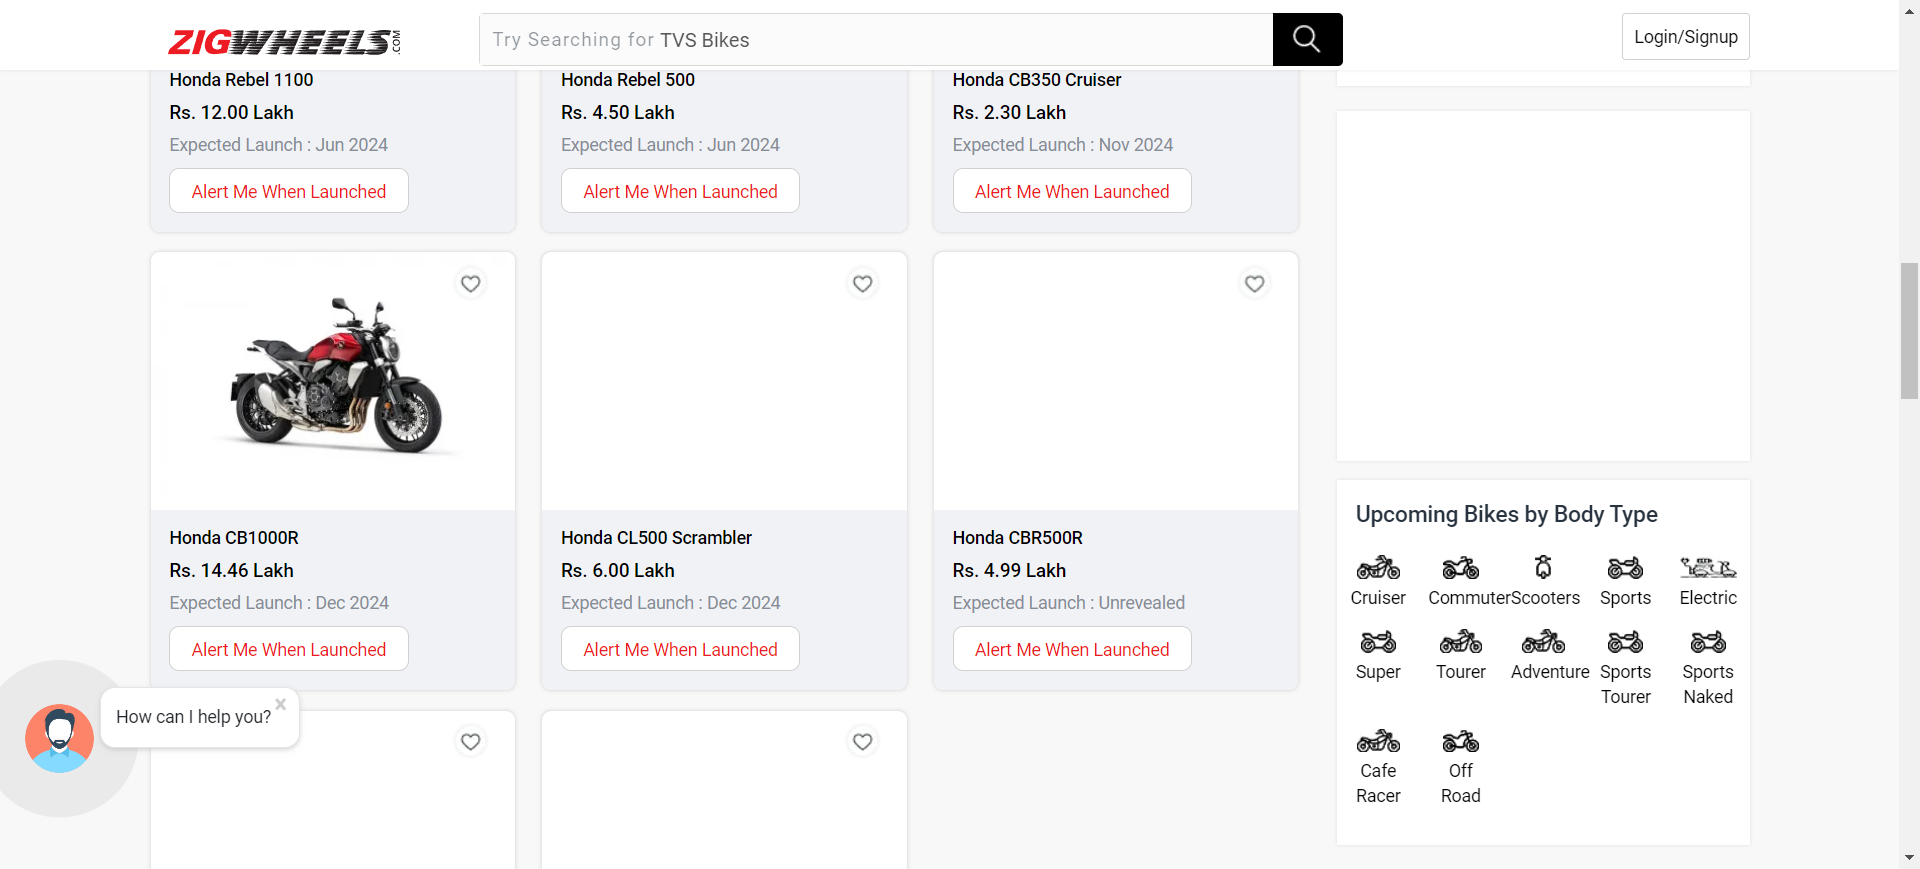 ZIGWHEELS.COM
Try Searching for TVS Bikes
Login/Signup
Honda Rebel 1100
Rs. 12.00 Lakh
Expected Launch : Jun 2024
Alert Me When Launched
Honda Rebel 500
Rs. 4.50 Lakh
Expected Launch : Jun 2024
Alert Me When Launched
Honda CB350 Cruiser
Rs. 2.30 Lakh
Expected Launch : Nov 2024
Alert Me When Launched
Honda CB1000R
Rs. 14.46 Lakh
Expected Launch : Dec 2024
Alert Me When Launched
Honda CL500 Scrambler
Rs. 6.00 Lakh
Expected Launch : Dec 2024
Alert Me When Launched
Honda CBR500R
Rs. 4.99 Lakh
Expected Launch : Unrevealed
Alert Me When Launched
How can I help you?
Upcoming Bikes by Body Type
Cruiser
Commuter
Scooters
Sports
Electric
Super
Tourer
Adventure
Sports
Tourer
Sports
Naked
Cafe
Racer
Off
Road